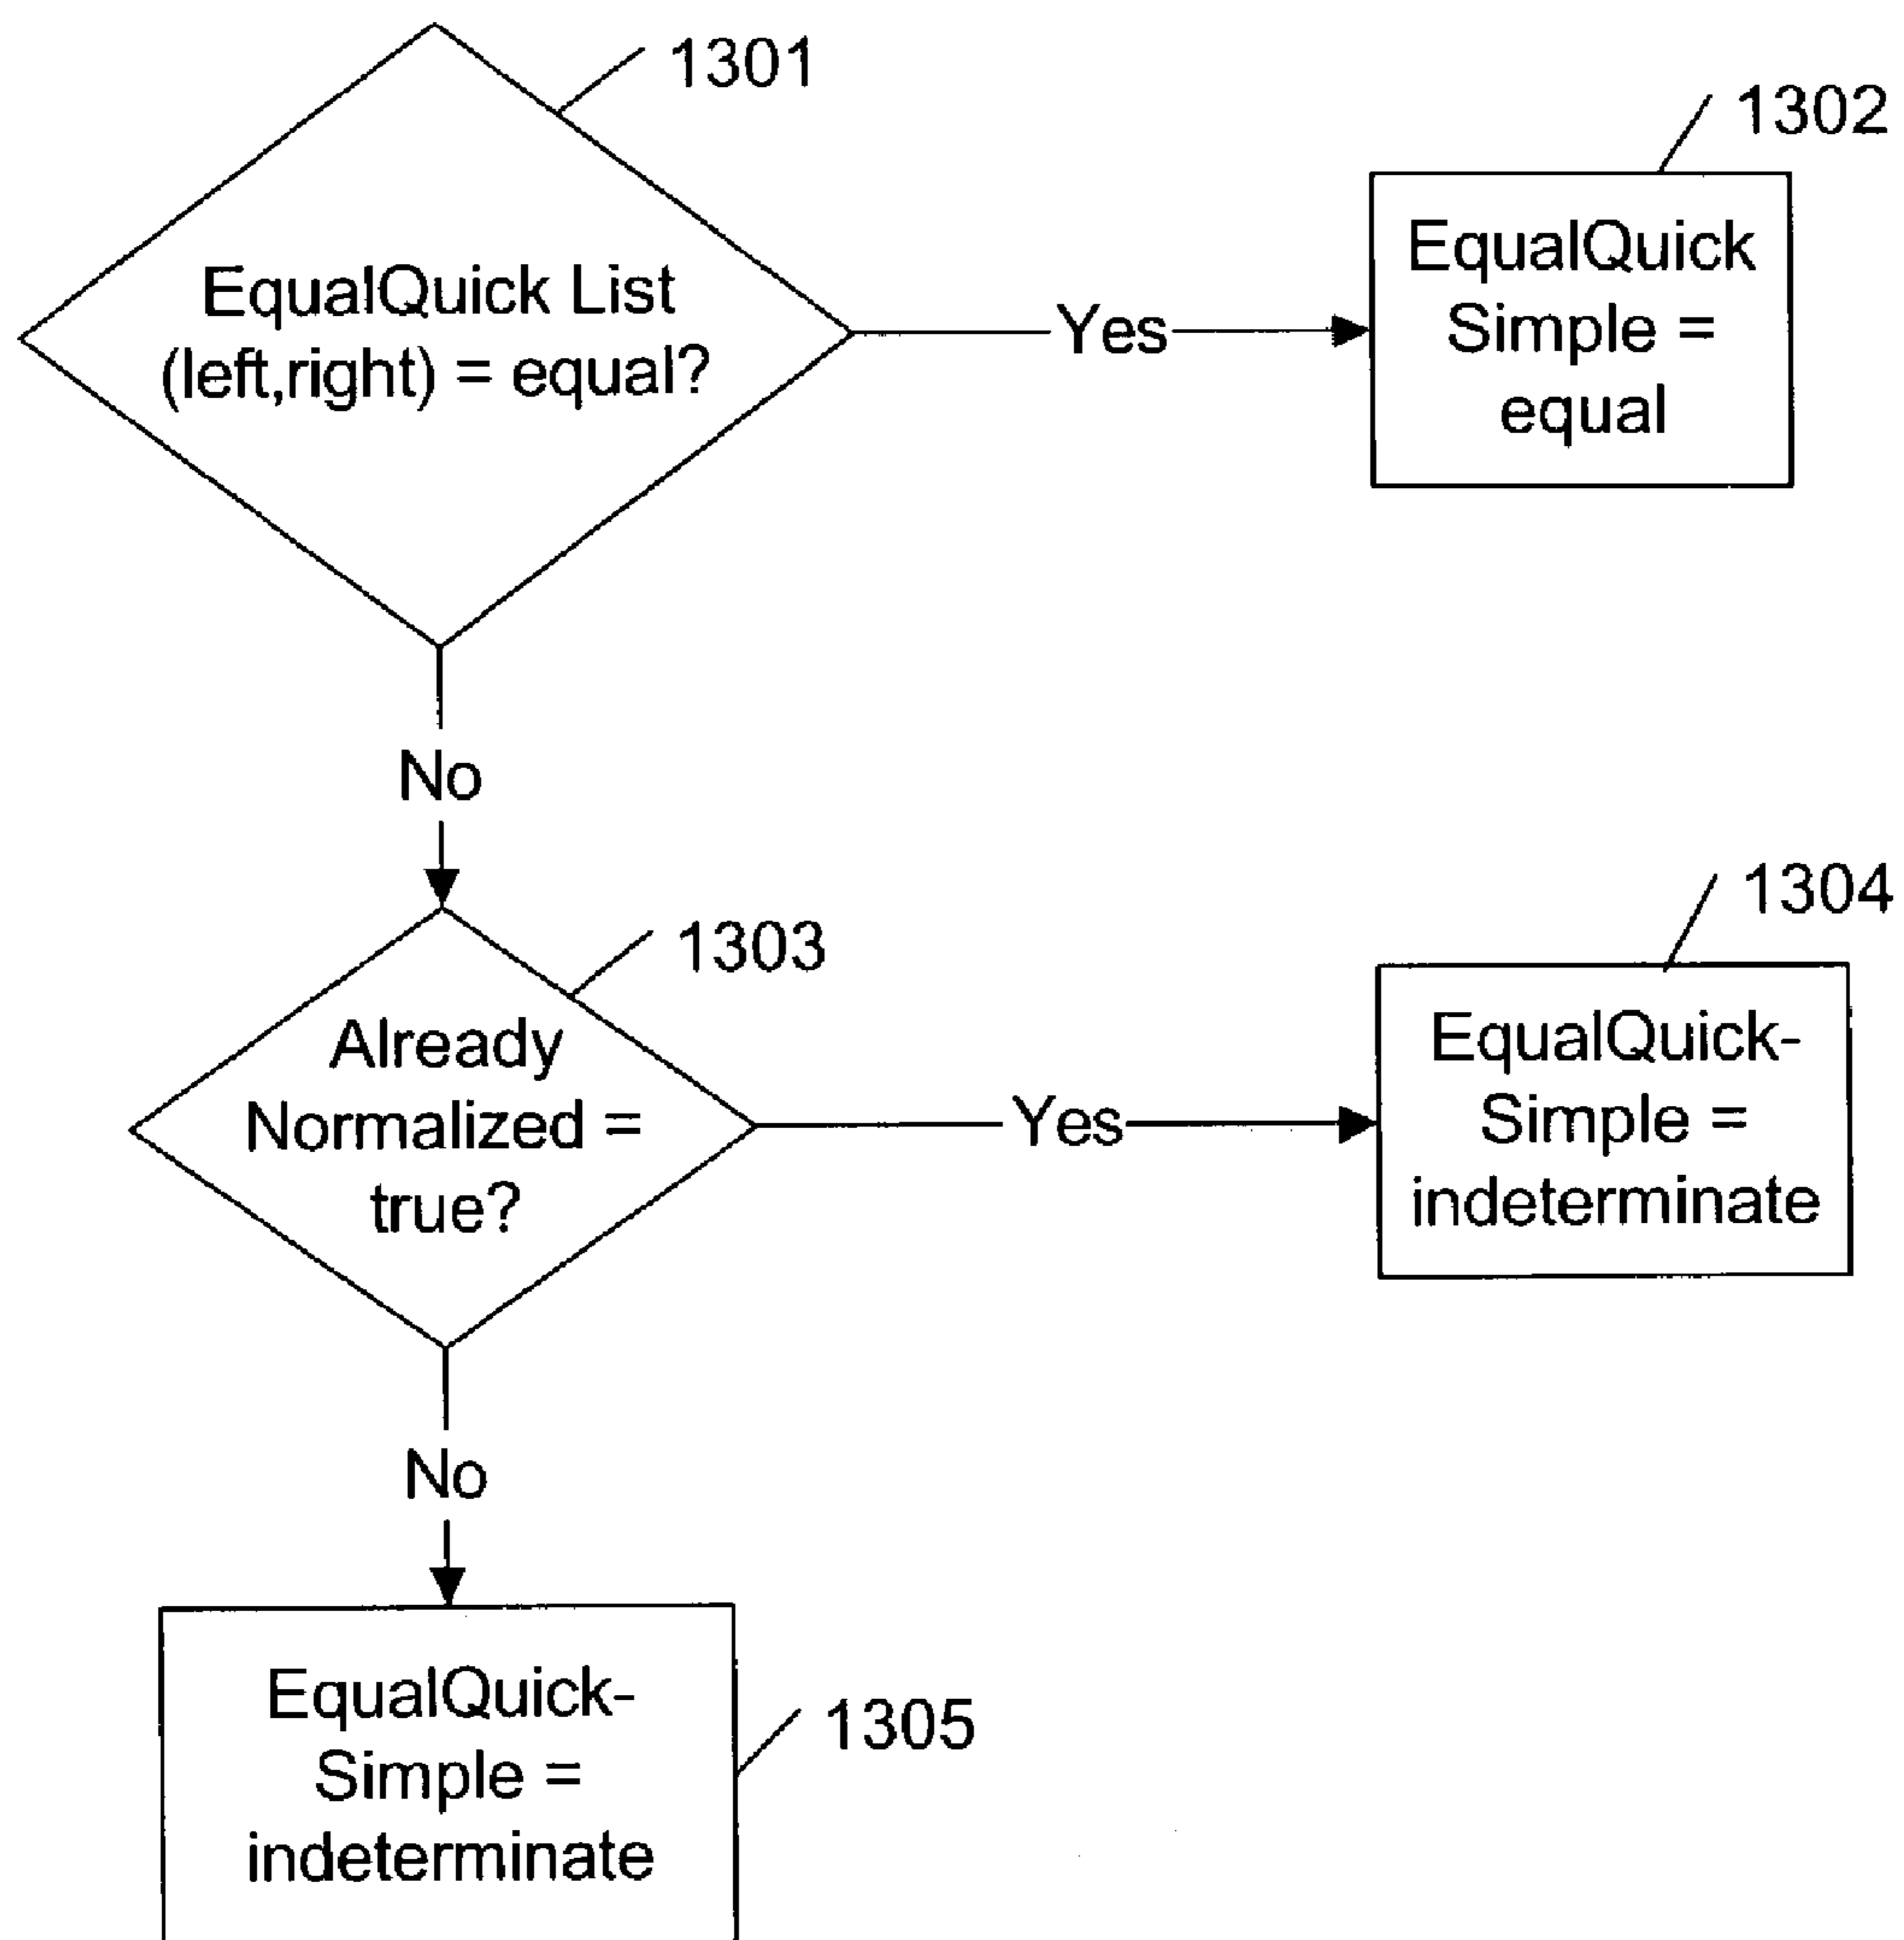 1301
EqualQuick List
(left,right) = equal?
Yes
1302
EqualQuick
Simple =
equal
No
1303
Already
Normalized =
true?
Yes
1304
EqualQuick-
Simple =
indeterminate
No
1305
EqualQuick-
Simple =
indeterminate